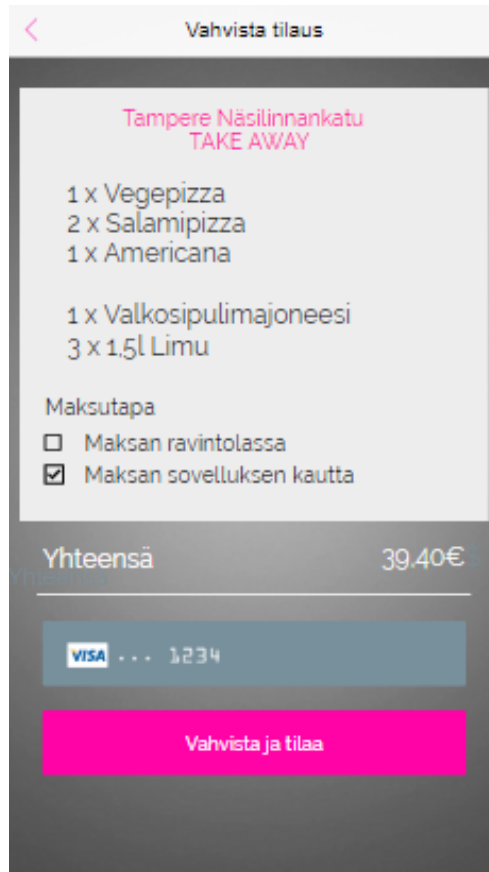 Vahvista tilaus
Tampere Näsilinnankatu
TAKE AWAY
1 x Vegepizza
2 x Salamipizza
1 x Americana
1 x Valkosipulimajoneesi
3 x 1,5l Limu
Maksutapa
Maksan ravintolassa
Maksan sovelluksen kautta
Yhteensä 39.40€
VISA ... 1234
Vahvista ja tilaa